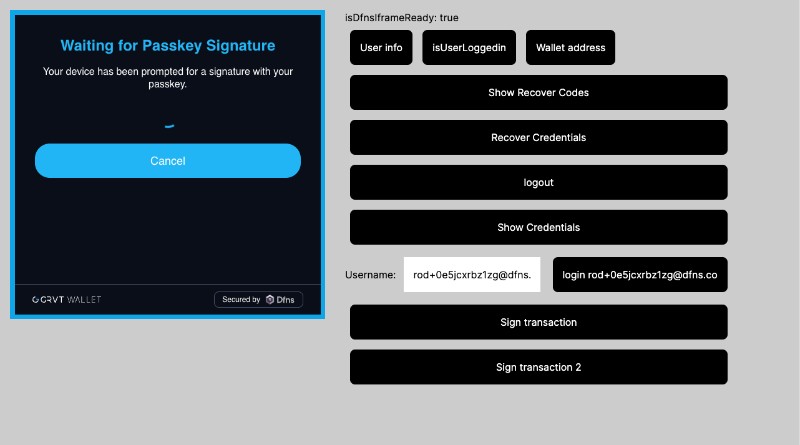 Waiting for Passkey Signature
Your device has been prompted for a signature with your
passkey.
Cancel
GRVT WALLET
Secured by Dfns
isDfnsIframeReady: true
User info
isUserLoggedin
Wallet address
Show Recover Codes
Recover Credentials
logout
Show Credentials
Username: rod+0e5jcxrbz1zg@dfns.
login rod+0e5jcxrbz1zg@dfns.co
Sign transaction
Sign transaction 2